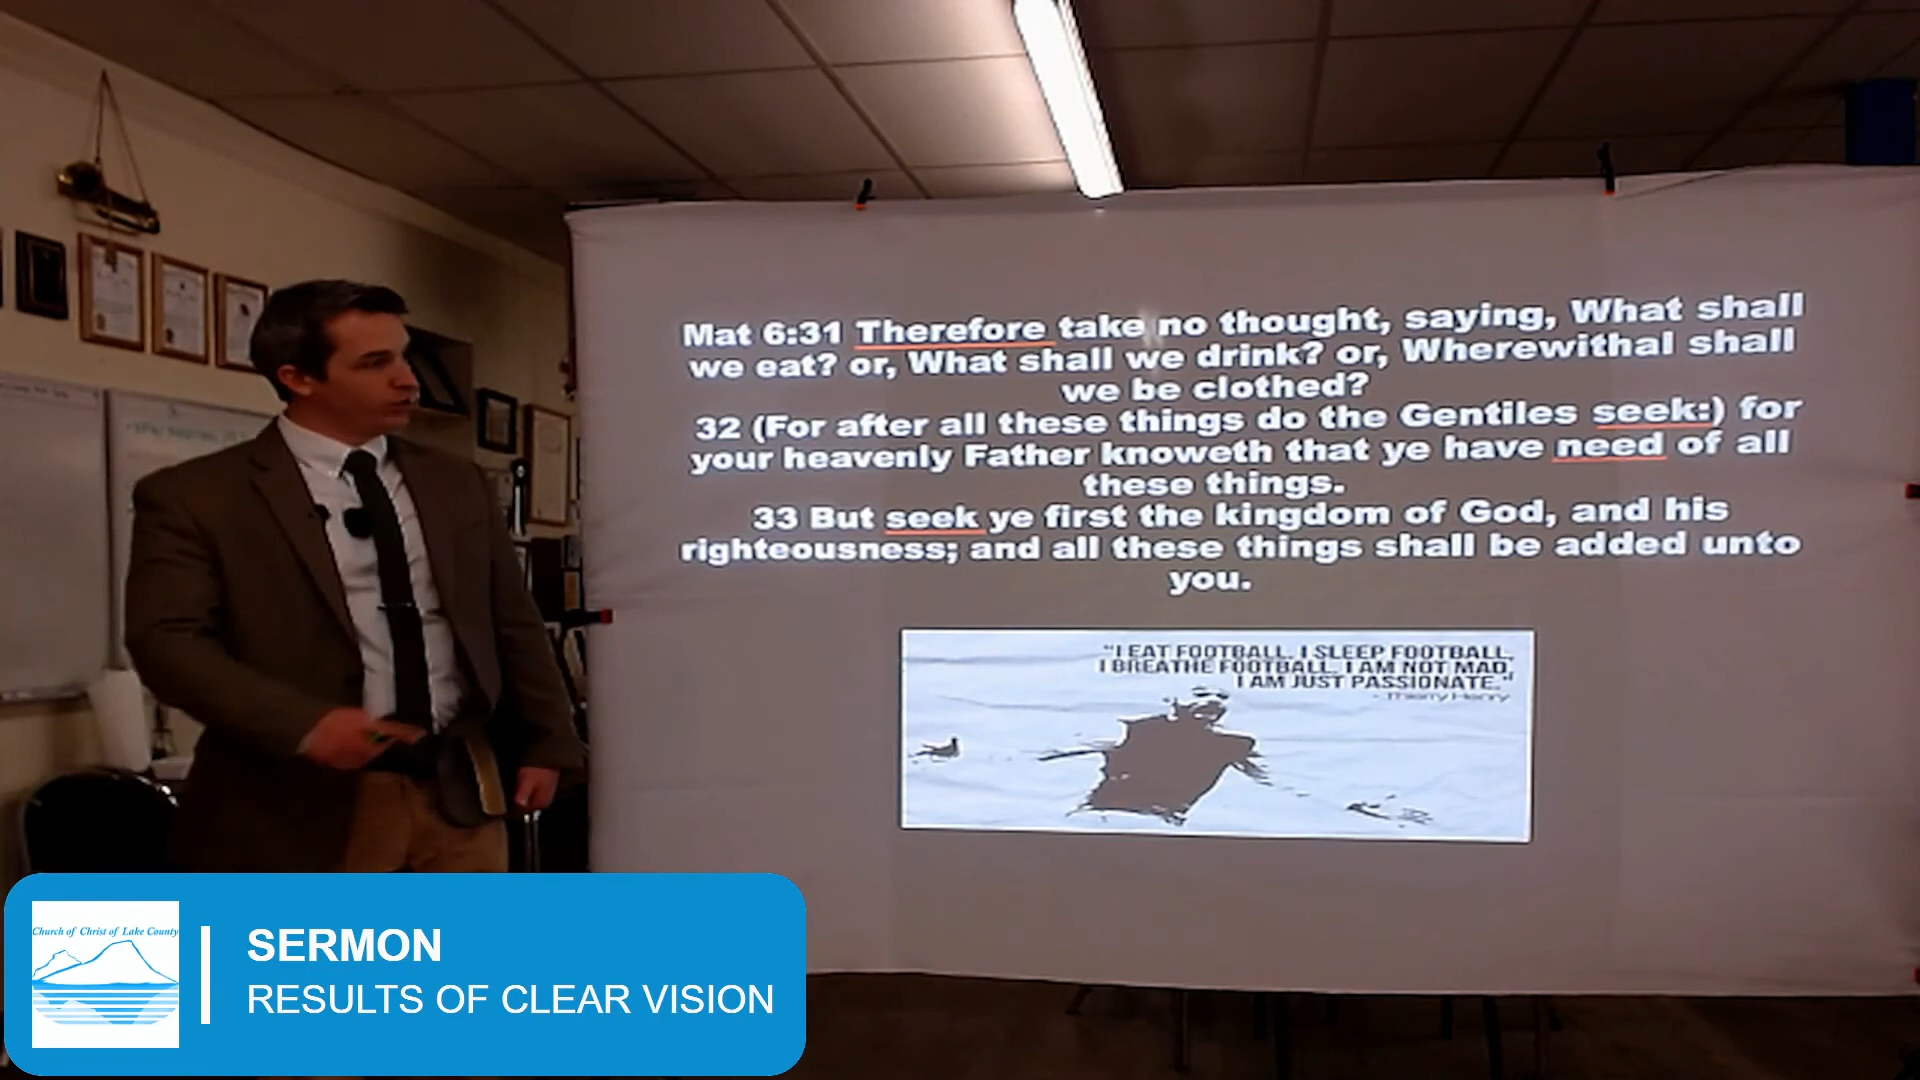 Mat 6:31 Therefore take no thought, saying, What shall
we eat? or, What shall we drink? or, Wherewithal shall
we be clothed?
32 (For after all these things do the Gentiles seek:) for
your heavenly Father knoweth that ye have need of all
these things.
33 But seek ye first the kingdom of God, and his
righteousness; and all these things shall be added unto
you.
"I EAT FOOTBALL, I SLEEP FOOTBALL,
I BREATHE FOOTBALL, I AM NOT MAD,
I AM JUST PASSIONATE."
- Thierry Henry
Church of Christ of Lake County
SERMON
RESULTS OF CLEAR VISION